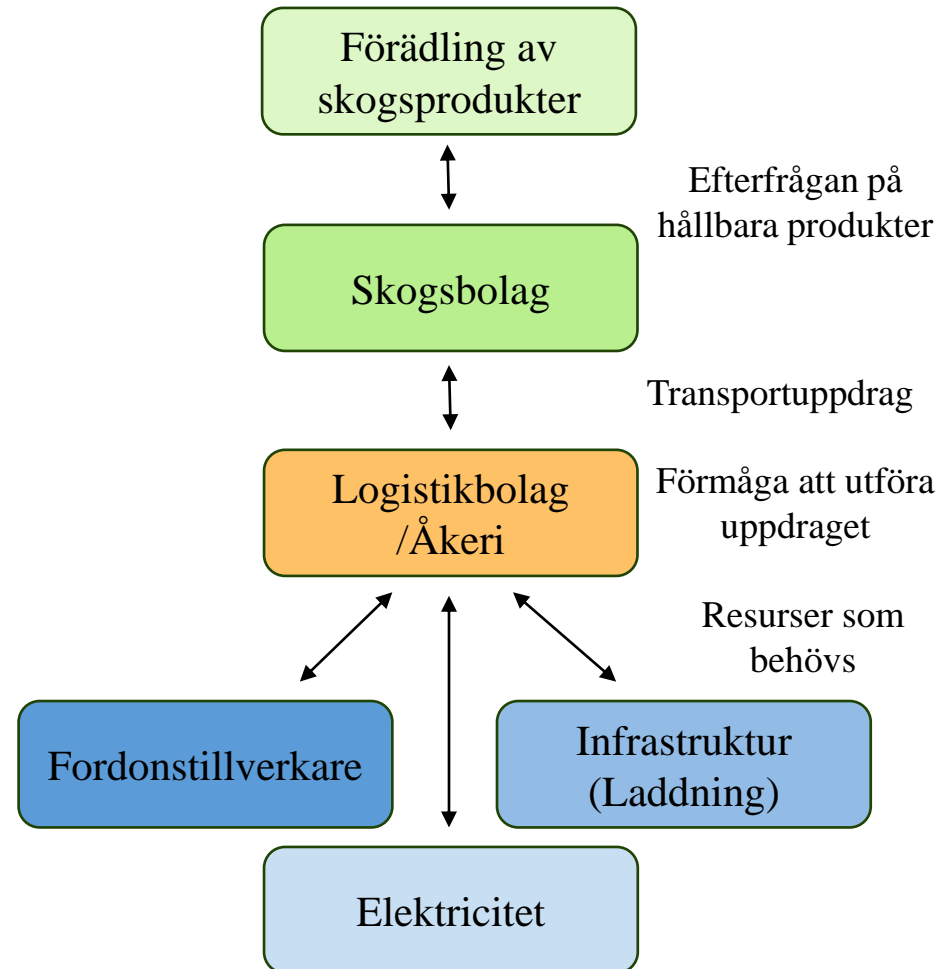 Förädling av
skogsprodukter
Efterfrågan på
hållbara produkter
Skogsbolag
Transportuppdrag
Logistikbolag
/Åkeri
Förmåga att utföra
uppdraget
Resurser som
behövs
Fordonstillverkare
Infrastruktur
(Laddning)
Elektricitet